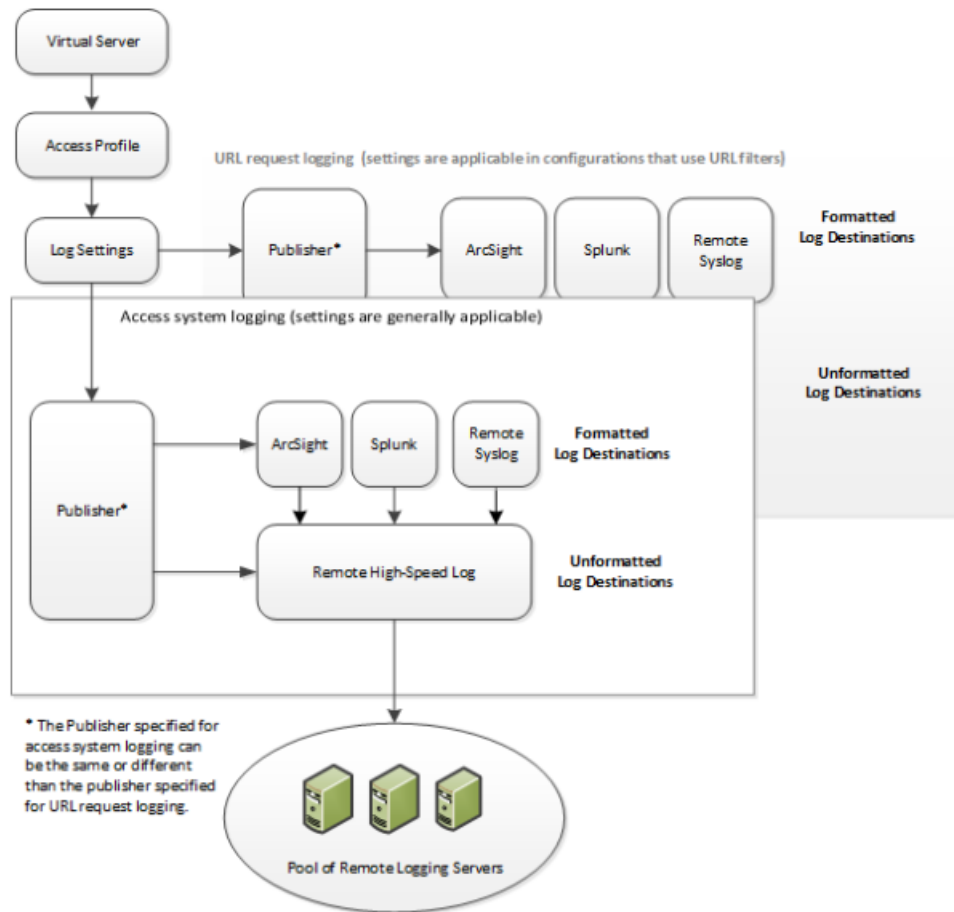 Virtual Server
Access Profile
URL request logging (settings are applicable in configurations that use URL filters)
Log Settings
Publisher*
ArcSight
Splunk
Remote
Syslog
Formatted
Log Destinations
Unformatted
Log Destinations
Access system logging (settings are generally applicable)
Publisher*
ArcSight
Splunk
Remote
Syslog
Formatted
Log Destinations
Remote High-Speed Log
Unformatted
Log Destinations
* The Publisher specified for
access system logging can
be the same or different
than the publisher specified
for URL request logging.
Pool of Remote Logging Servers